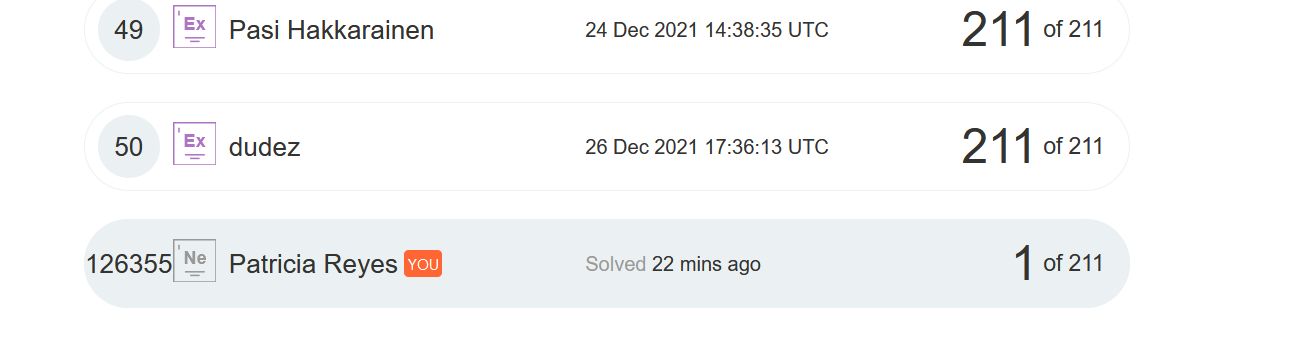 49 Ex Pasi Hakkarainen 24 Dec 2021 14:38:35 UTC 211 of 211
50 Ex dudez 26 Dec 2021 17:36:13 UTC 211 of 211
126355 Ne Patricia Reyes YOU Solved 22 mins ago 1 of 211